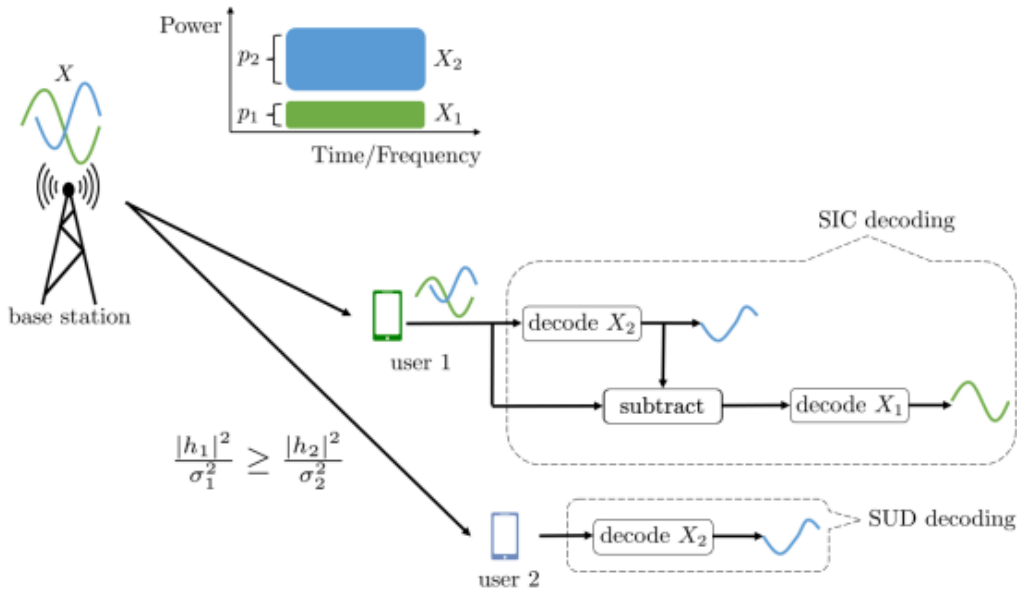 Power
p₂
X₂
X
p₁
X₁
Time/Frequency
SIC decoding
base station
decode X₂
user 1
subtract
decode X₁
|h₁|²/σ₁² ≥ |h₂|²/σ₂²
decode X₂
SUD decoding
user 2